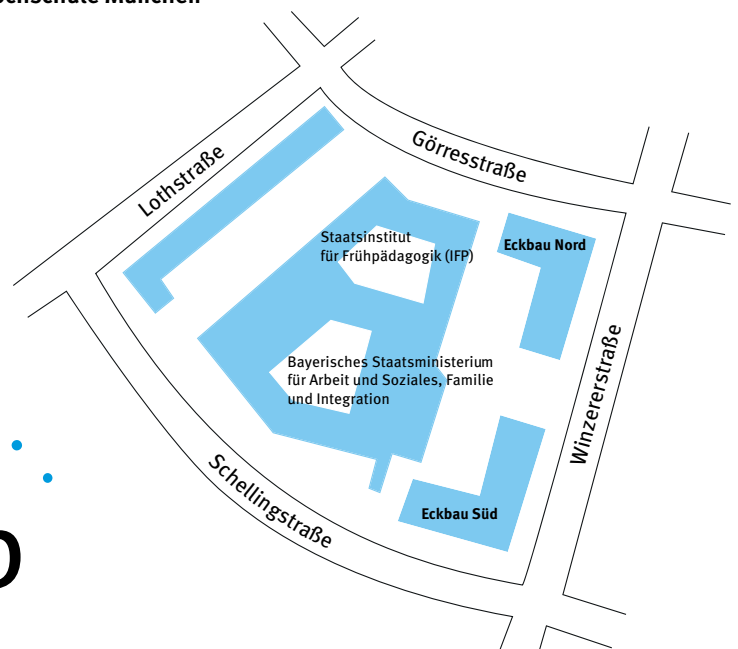 Lothstraße
Görresstraße
Staatsinstitut
für Frühpädagogik (IFP)
Eckbau Nord
Bayerisches Staatsministerium
für Arbeit und Soziales, Familie
und Integration
Winzererstraße
Schellingstraße
Eckbau Süd